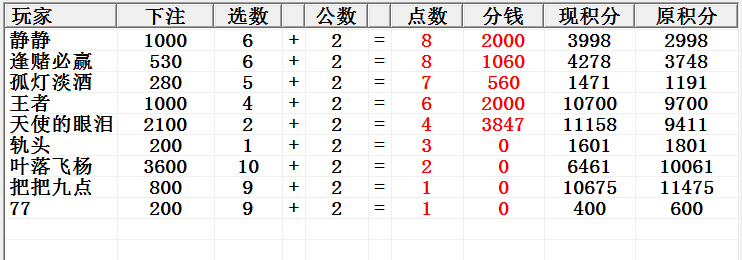 玩家 下注 选数 公数 点数 分钱 现积分 原积分
静静 1000 6 + 2 = 8 2000 3998 2998
逢赌必赢 530 6 + 2 = 8 1060 4278 3748
孤灯淡酒 280 5 + 2 = 7 560 1471 1191
王者 1000 4 + 2 = 6 2000 10700 9700
天使的眼泪 2100 2 + 2 = 4 3847 11158 9411
轨头 200 1 + 2 = 3 0 1601 1801
叶落飞杨 3600 10 + 2 = 2 0 6461 10061
把把九点 800 9 + 2 = 1 0 10675 11475
77 200 9 + 2 = 1 0 400 600